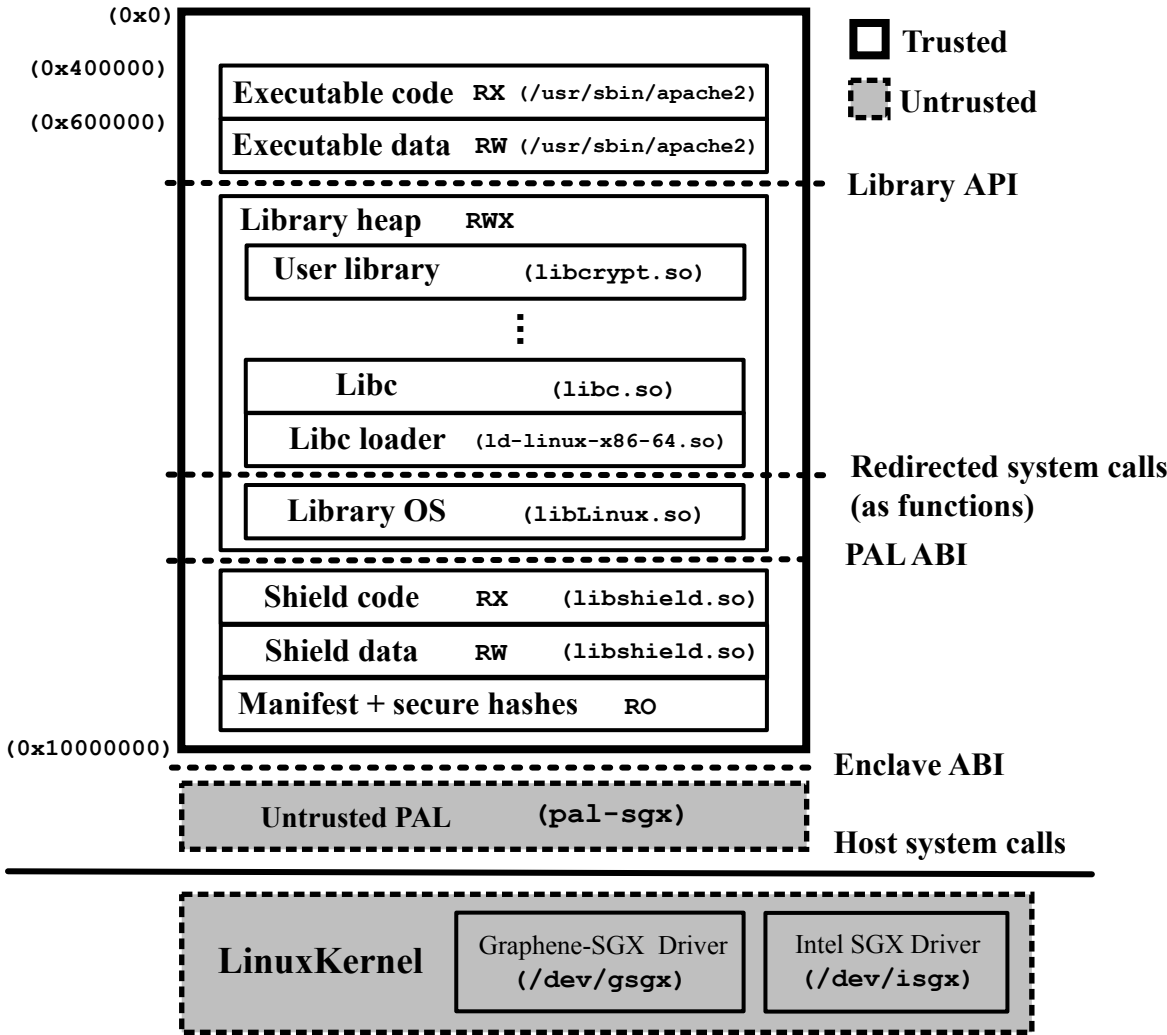 (0x0)
Trusted
(0x400000)
Executable code RX (/usr/sbin/apache2)
Untrusted
(0x600000)
Executable data RW (/usr/sbin/apache2)
Library API
Library heap RWX
User library (libcrypt.so)
⋮
Libc (libc.so)
Libc loader (ld-linux-x86-64.so)
Redirected system calls
(as functions)
Library OS (libLinux.so)
PAL ABI
Shield code RX (libshield.so)
Shield data RW (libshield.so)
Manifest + secure hashes RO
(0x10000000)
Enclave ABI
Untrusted PAL (pal-sgx)
Host system calls
LinuxKernel
Graphene-SGX Driver
(/dev/gsgx)
Intel SGX Driver
(/dev/isgx)